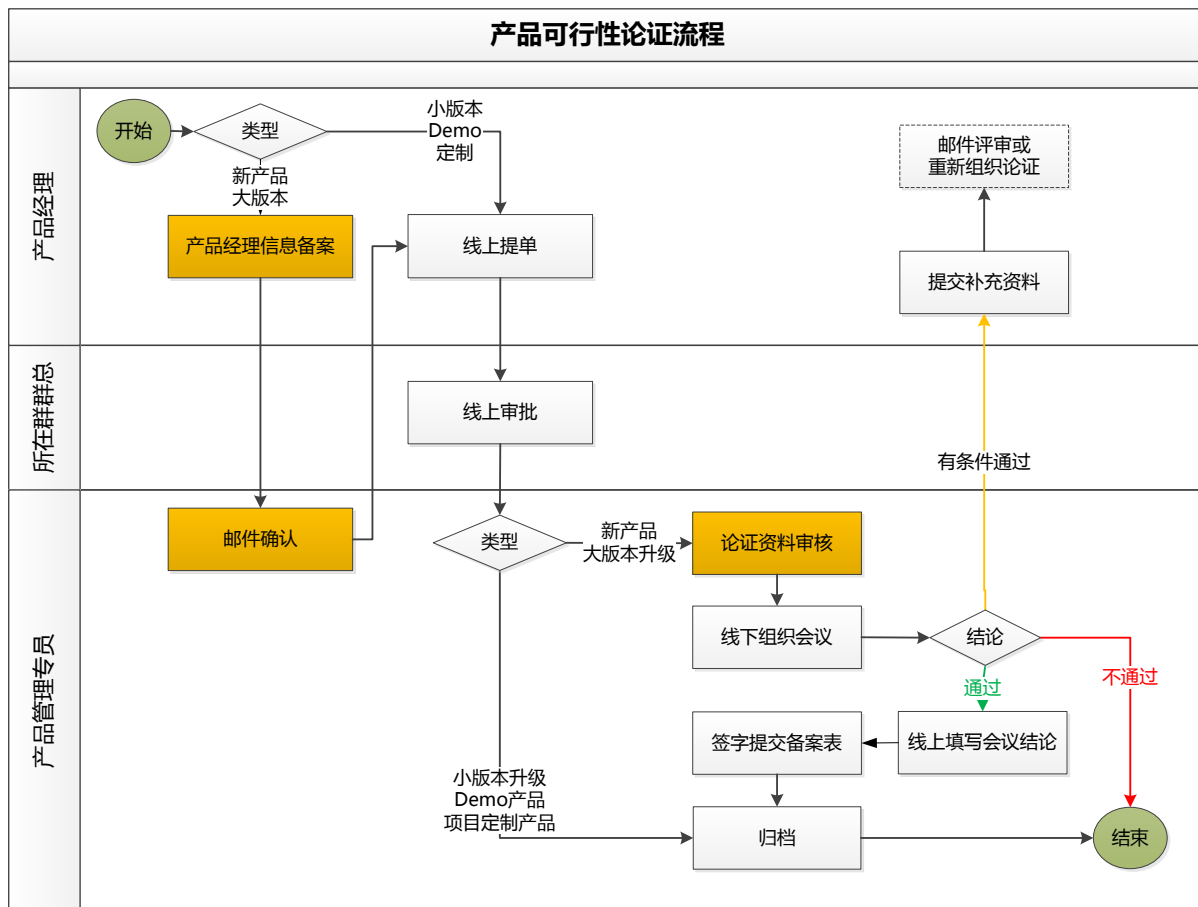 产品可行性论证流程
产品经理
开始
类型
小版本
Demo
定制
新产品
大版本
产品经理信息备案
线上提单
邮件评审或
重新组织论证
提交补充资料
所在群群总
线上审批
有条件通过
产品管理专员
邮件确认
类型
新产品
大版本升级
论证资料审核
线下组织会议
结论
通过
不通过
签字提交备案表
线上填写会议结论
小版本升级
Demo产品
项目定制产品
归档
结束